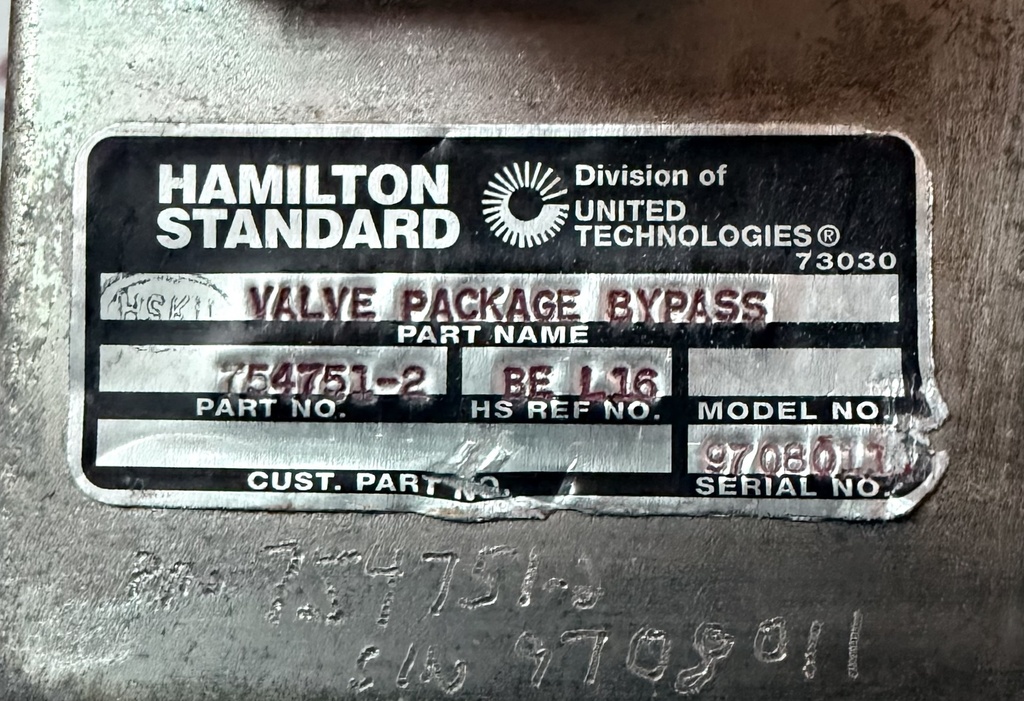 HAMILTON STANDARD
Division of UNITED TECHNOLOGIES®
73030
VALVE PACKAGE BYPASS
PART NAME
754751-2 BE L16
PART NO. HS REF NO. MODEL NO.
9708011
CUST. PART NO. SERIAL NO.
754751-2
S/N 9708011